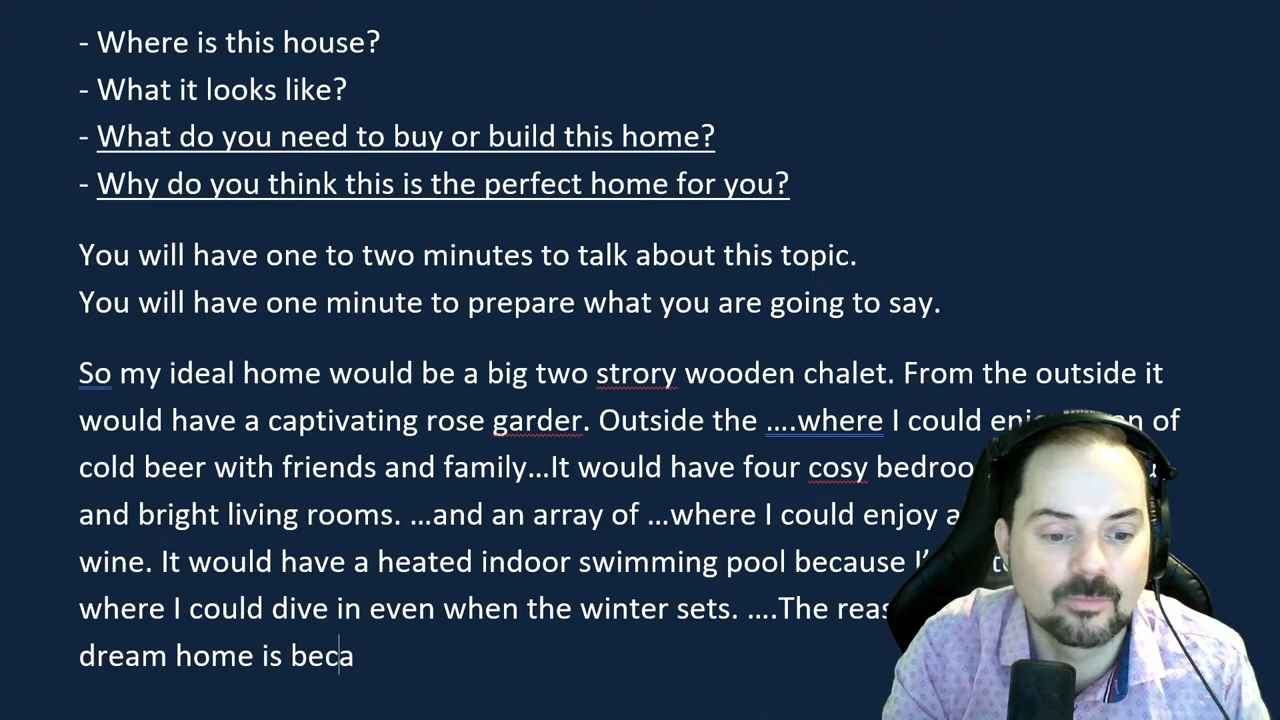 - Where is this house?
- What it looks like?
- What do you need to buy or build this home?
- Why do you think this is the perfect home for you?
You will have one to two minutes to talk about this topic.
You will have one minute to prepare what you are going to say.
So my ideal home would be a big two strory wooden chalet. From the outside it
would have a captivating rose garder. Outside the ….where I could of
cold beer with friends and family…It would have four cosy
and bright living rooms. …and an array of …where I could enjoy a
wine. It would have a heated indoor swimming pool because
where I could dive in even when the winter sets. ….The
dream home is beca